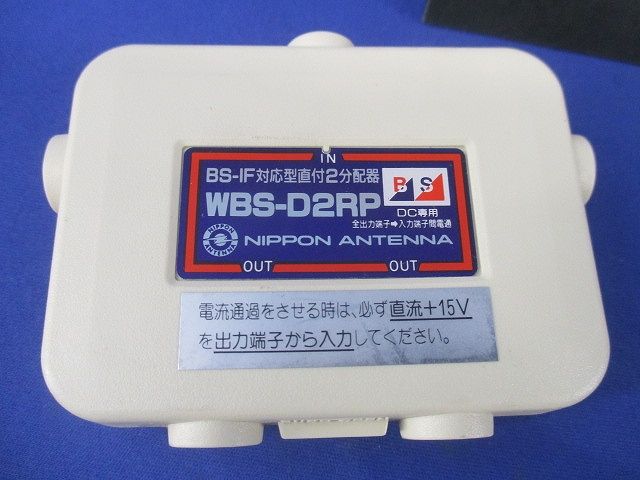 IN
BS-IF対応型直付2分配器
WBS-D2RP
BS
DC専用
全出力端子➡入力端子間電通
NIPPON ANTENNA
NIPPON ANTENNA
OUT OUT
電流通過をさせる時は、必ず直流+15V
を出力端子から入力してください。